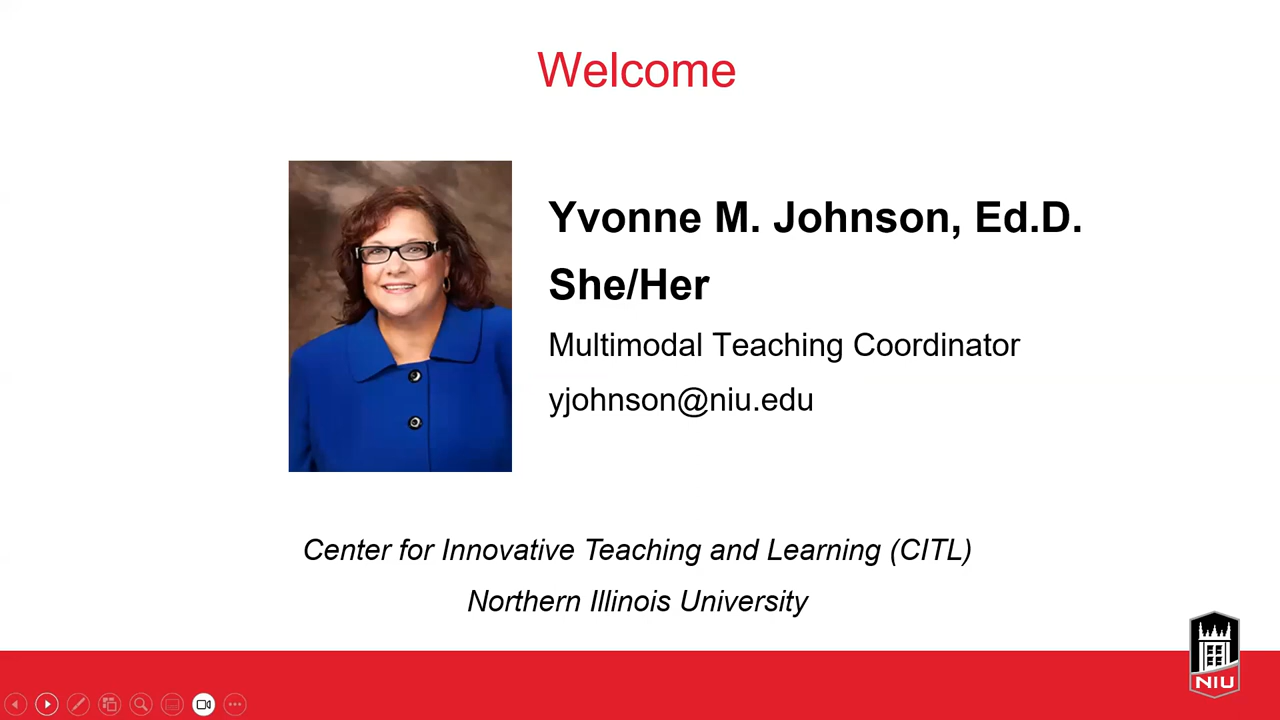 Welcome
Yvonne M. Johnson, Ed.D.
She/Her
Multimodal Teaching Coordinator
yjohnson@niu.edu
Center for Innovative Teaching and Learning (CITL)
Northern Illinois University
NIU